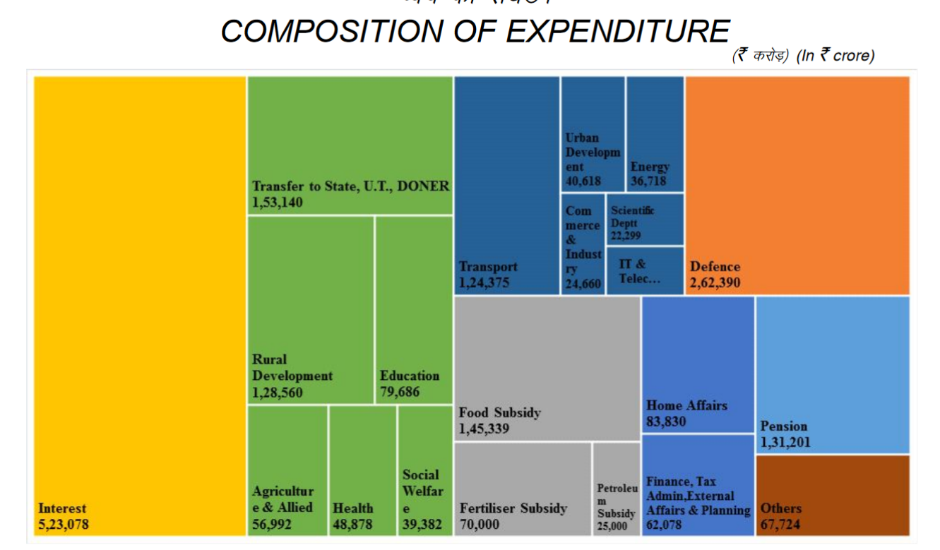 COMPOSITION OF EXPENDITURE
(₹ करोड़) (In ₹ crore)
Interest
5,23,078
Transfer to State, U.T., DONER
1,53,140
Rural
Development
1,28,560
Education
79,686
Agricultur
e & Allied
56,992
Health
48,878
Social
Welfar
e
39,382
Transport
1,24,375
Urban
Developm
ent
40,618
Energy
36,718
Com
merce
&
Indust
ry
24,660
Scientific
Deptt
22,299
IT &
Telec...
Defence
2,62,390
Food Subsidy
1,45,339
Fertiliser Subsidy
70,000
Petroleu
m
Subsidy
25,000
Home Affairs
83,830
Finance, Tax
Admin,External
Affairs & Planning
62,078
Pension
1,31,201
Others
67,724